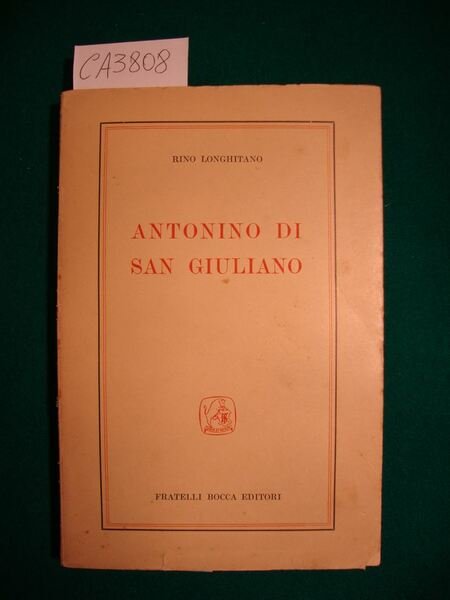 CA3808
RINO LONGHITANO
ANTONINO DI
SAN GIULIANO
FRATELLI BOCCA EDITORI